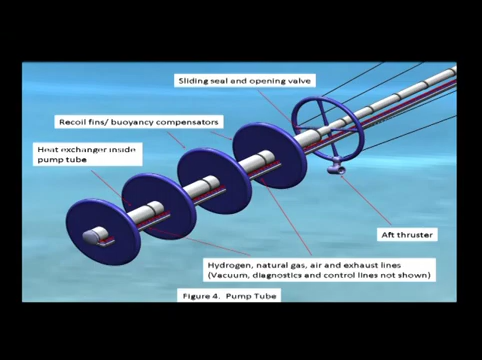 Sliding seal and opening valve
Recoil fins/ buoyancy compensators
Heat exchanger inside
pump tube
Aft thruster
Hydrogen, natural gas, air and exhaust lines
(Vacuum, diagnostics and control lines not shown)
Figure 4. Pump Tube